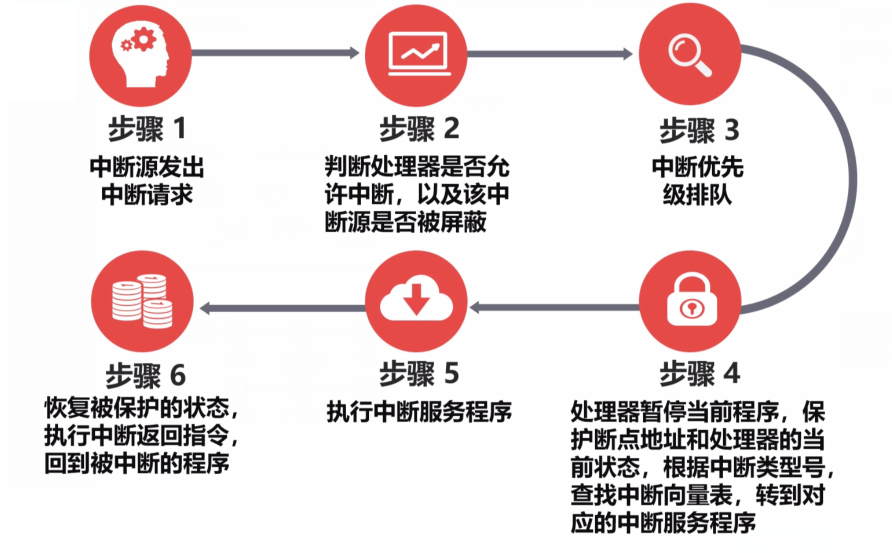 步骤 1
中断源发出
中断请求
步骤 2
判断处理器是否允
许中断，以及该中
断源是否被屏蔽
步骤 3
中断优先
级排队
步骤 4
处理器暂停当前程序，保
护断点地址和处理器的当
前状态，根据中断类型号，
查找中断向量表，转到对
应的中断服务程序
步骤 5
执行中断服务程序
步骤 6
恢复被保护的状态，
执行中断返回指令，
回到被中断的程序